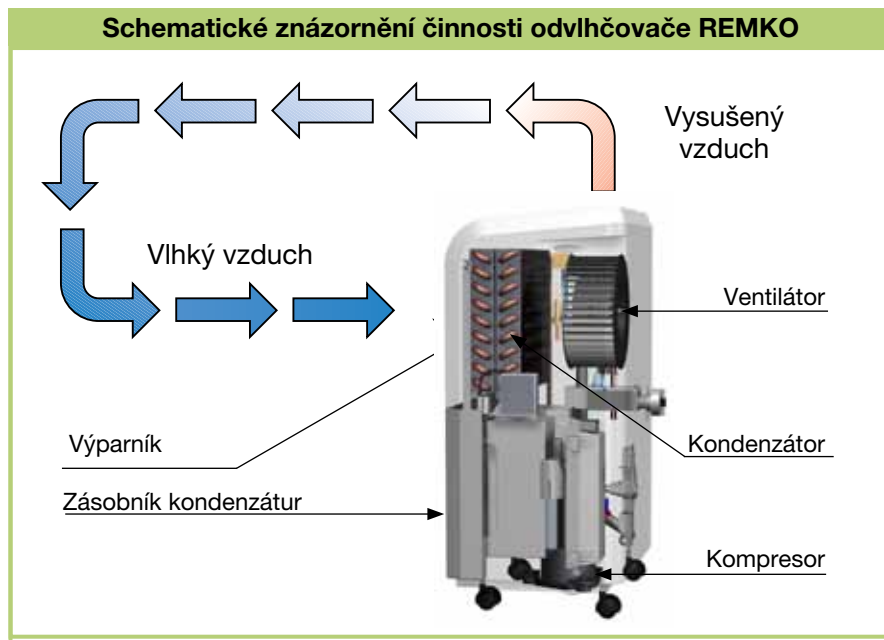 Schematické znázornění činnosti odvlhčovače REMKO
Vysušený
vzduch
Vlhký vzduch
Ventilátor
Výparník
Kondenzátor
Zásobník kondenzátur
Kompresor